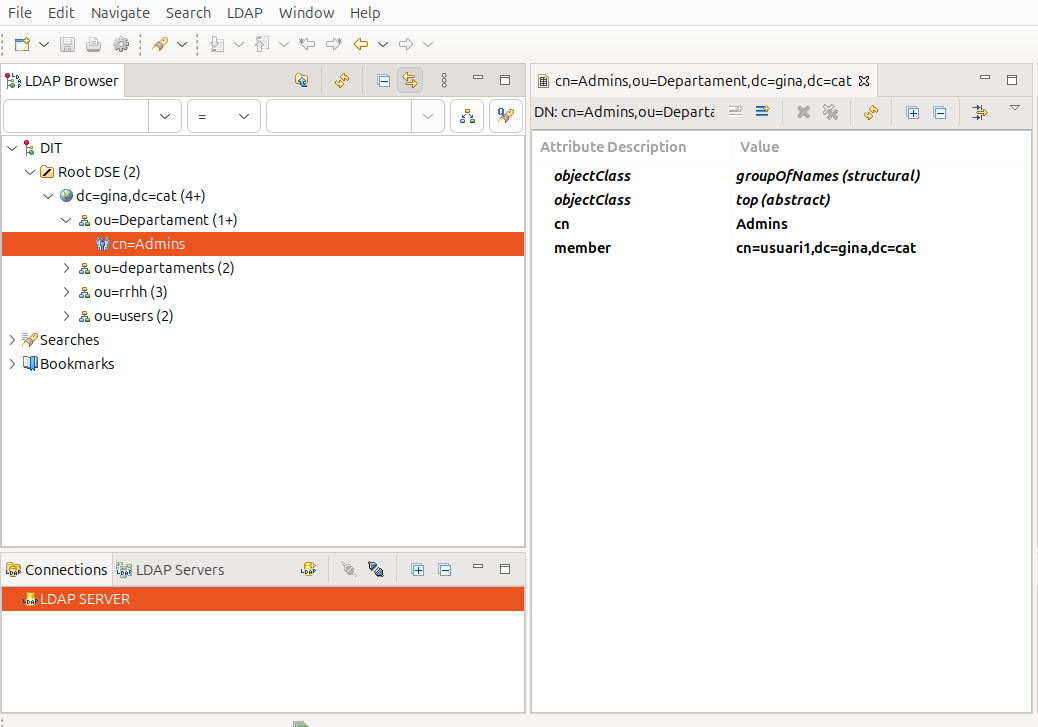 File Edit Navigate Search LDAP Window Help
LDAP Browser
=
DIT
Root DSE (2)
dc=gina,dc=cat (4+)
ou=Departament (1+)
cn=Admins
ou=departaments (2)
ou=rrhh (3)
ou=users (2)
Searches
Bookmarks
Connections LDAP Servers
LDAP SERVER
cn=Admins,ou=Departament,dc=gina,dc=cat
DN: cn=Admins,ou=Departa
Attribute Description Value
objectClass groupOfNames (structural)
objectClass top (abstract)
cn Admins
member cn=usuari1,dc=gina,dc=cat